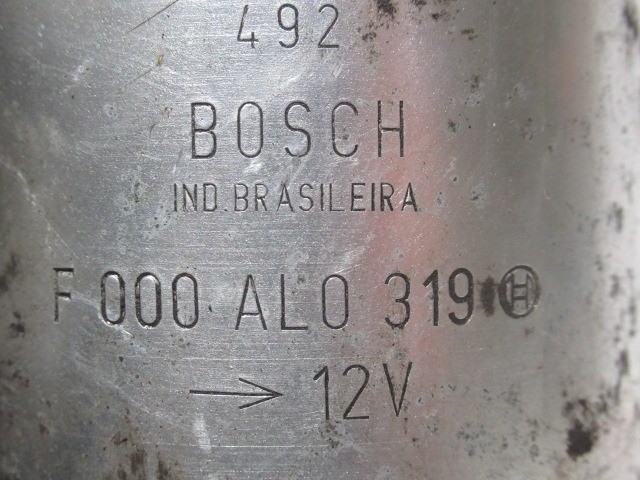 492
BOSCH
IND.BRASILEIRA
F 000 AL0 319
→ 12V